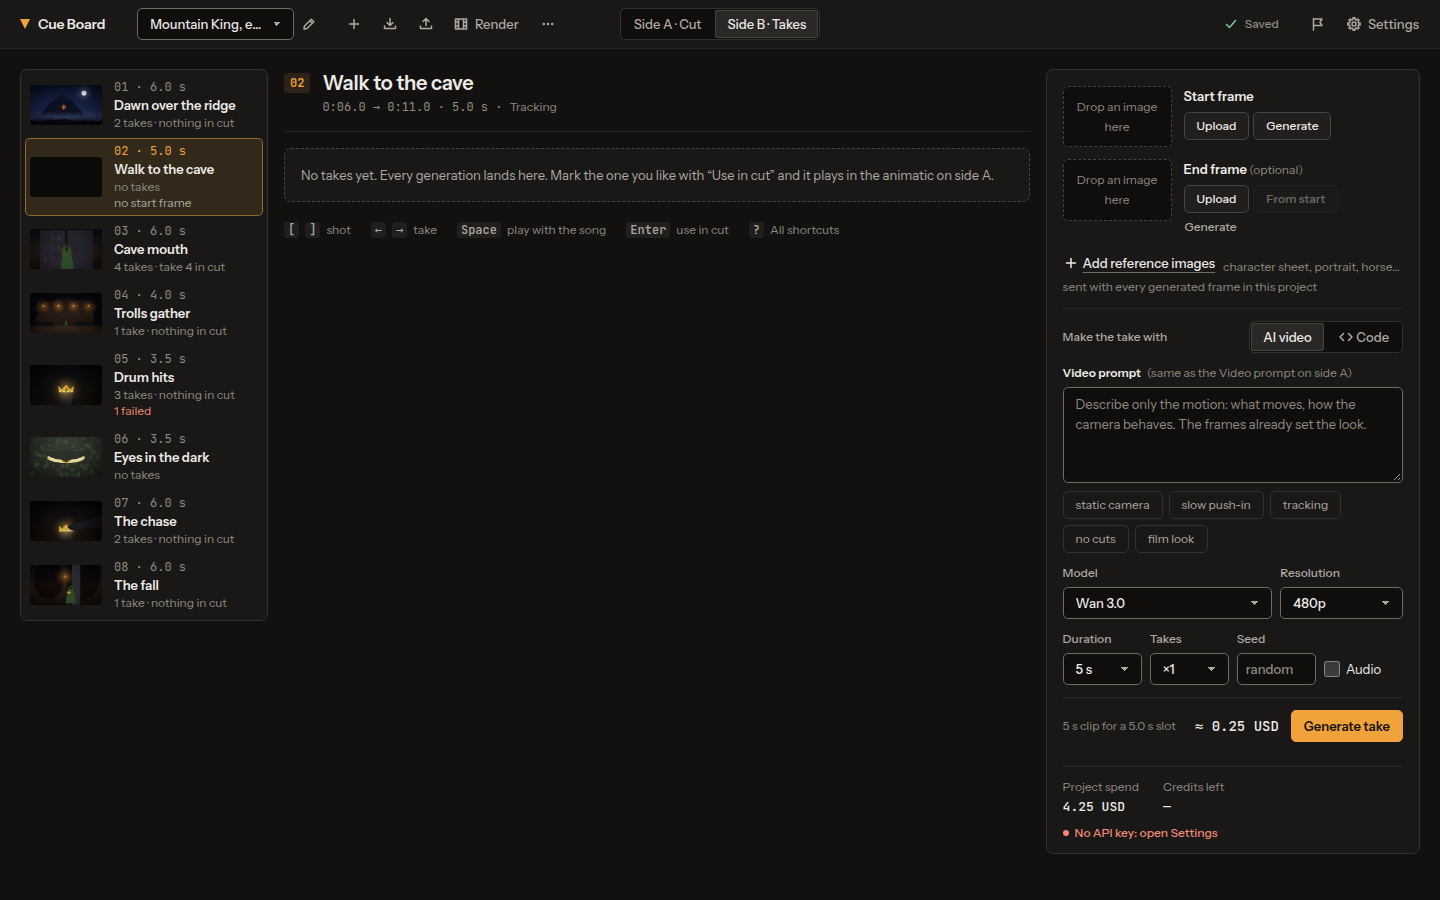 Cue Board
Mountain King, e...
Render
Side A · Cut
Side B · Takes
Saved
Settings
01 · 6.0 s
Dawn over the ridge
2 takes · nothing in cut
02 · 5.0 s
Walk to the cave
no takes
no start frame
03 · 6.0 s
Cave mouth
4 takes · take 4 in cut
04 · 4.0 s
Trolls gather
1 take · nothing in cut
05 · 3.5 s
Drum hits
3 takes · nothing in cut
1 failed
06 · 3.5 s
Eyes in the dark
no takes
07 · 6.0 s
The chase
2 takes · nothing in cut
08 · 6.0 s
The fall
1 take · nothing in cut
02 Walk to the cave
0:06.0 → 0:11.0 · 5.0 s · Tracking
No takes yet. Every generation lands here. Mark the one you like with “Use in cut” and it plays in the animatic on side A.
[ ] shot ← → take Space play with the song Enter use in cut ? All shortcuts
Drop an image
here
Start frame
Upload Generate
Drop an image
here
End frame (optional)
Upload From start
Generate
+ Add reference images character sheet, portrait, horse...
sent with every generated frame in this project
Make the take with
AI video
<> Code
Video prompt (same as the Video prompt on side A)
Describe only the motion: what moves, how the
camera behaves. The frames already set the look.
static camera slow push-in tracking
no cuts film look
Model Resolution
Wan 3.0 480p
Duration Takes Seed
5 s ×1 random Audio
5 s clip for a 5.0 s slot ≈ 0.25 USD Generate take
Project spend Credits left
4.25 USD –
No API key: open Settings